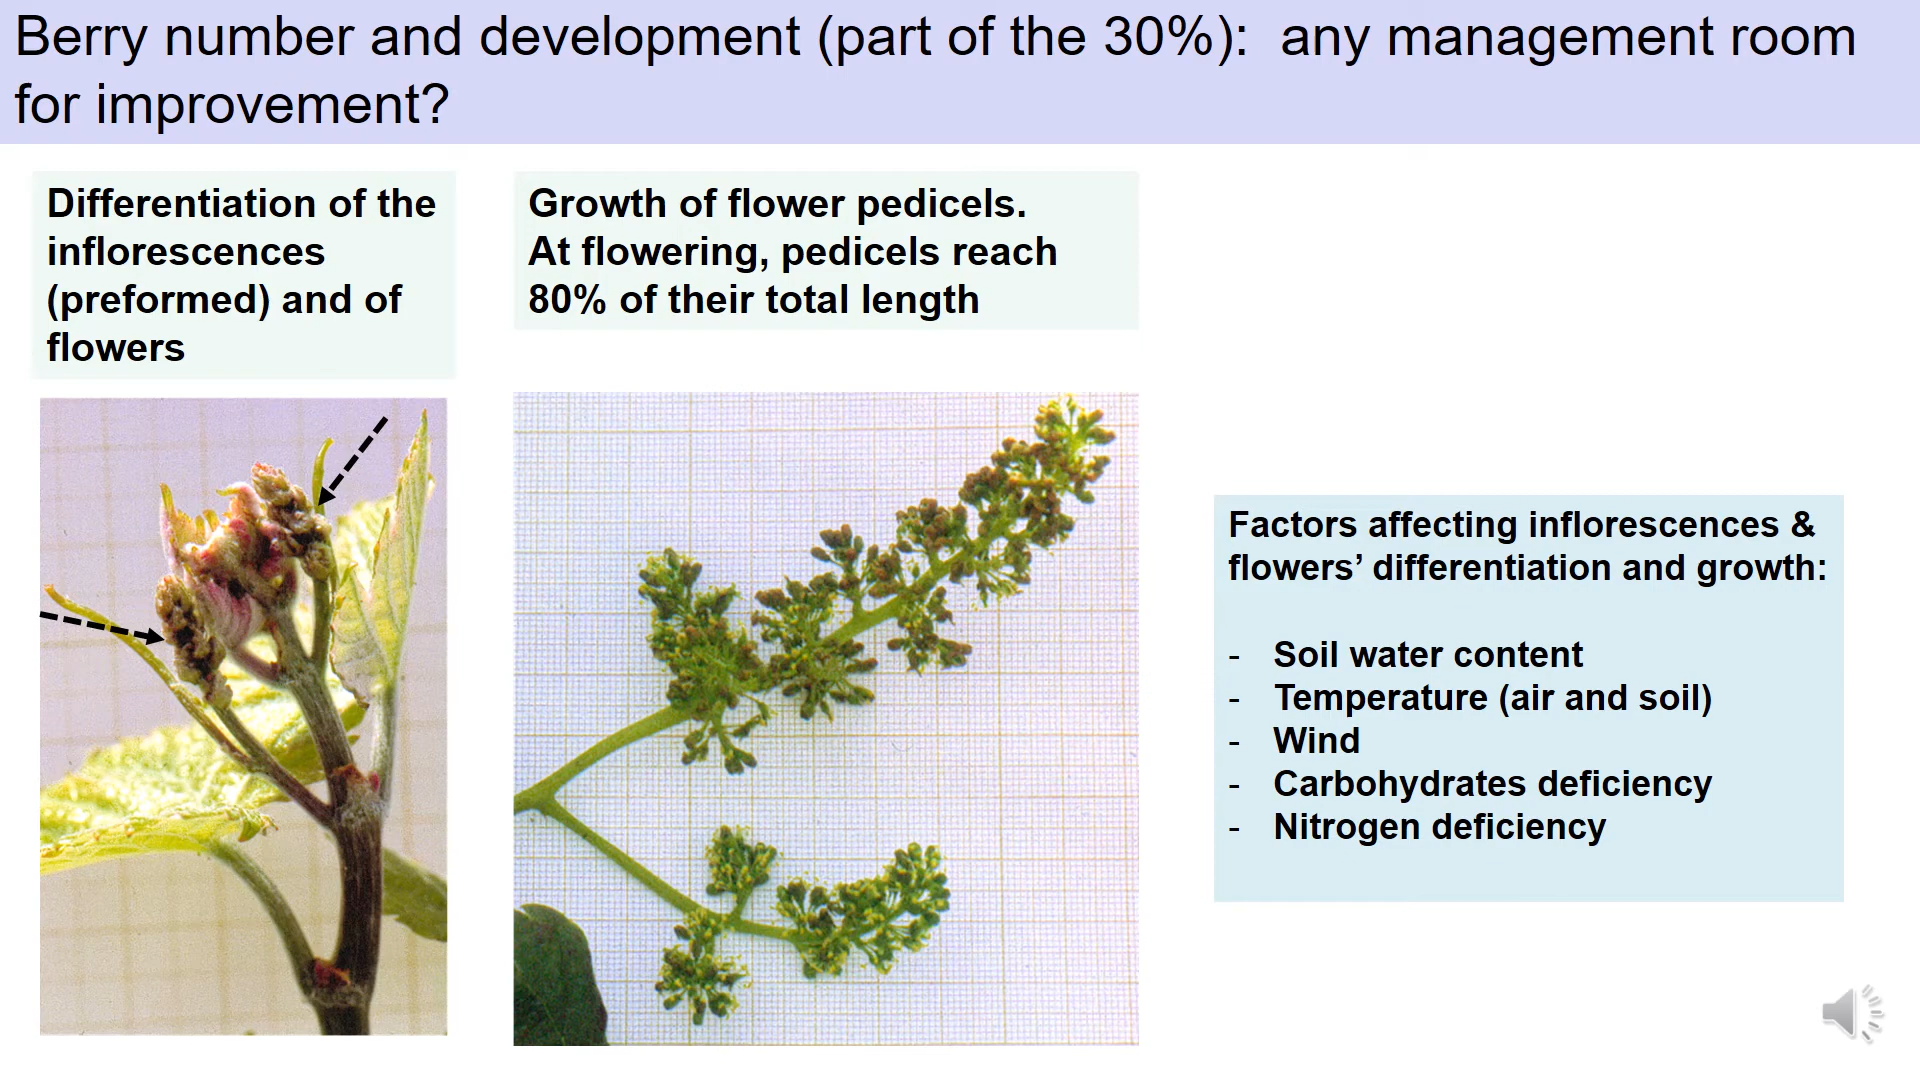 Berry number and development (part of the 30%):  any management room
for improvement?
Differentiation of the
inflorescences
(preformed) and of
flowers
Growth of flower pedicels.
At flowering, pedicels reach
80% of their total length
Factors affecting inflorescences &
flowers’ differentiation and growth:
- Soil water content
- Temperature (air and soil)
- Wind
- Carbohydrates deficiency
- Nitrogen deficiency